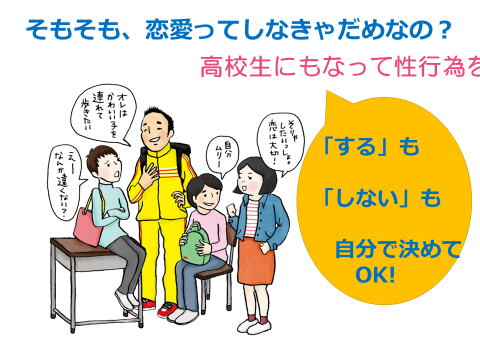 そもそも、恋愛ってしなきゃだめなの？
高校生にもなって性行為を
オレは
かわいい子を
連れて
歩きたい
えー
なんか違くない？
自分
ムリー
そりゃ
したいっしょ
恋は大切！
「する」も
「しない」も
自分で決めて
OK!